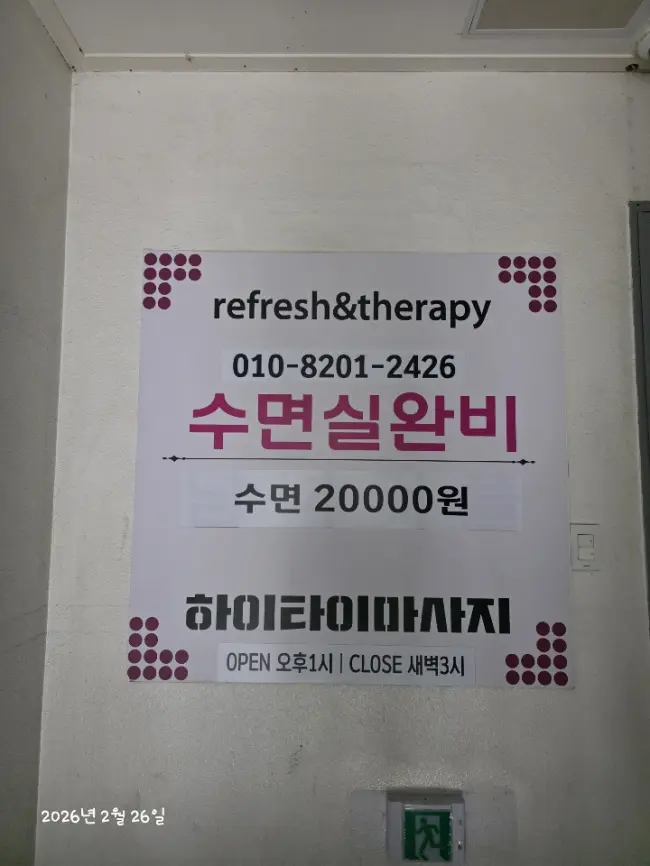 refresh&therapy
010-8201-2426
수면실완비
수면 20000원
하이타이마사지
OPEN 오후1시 | CLOSE 새벽3시
2026년 2월 26일